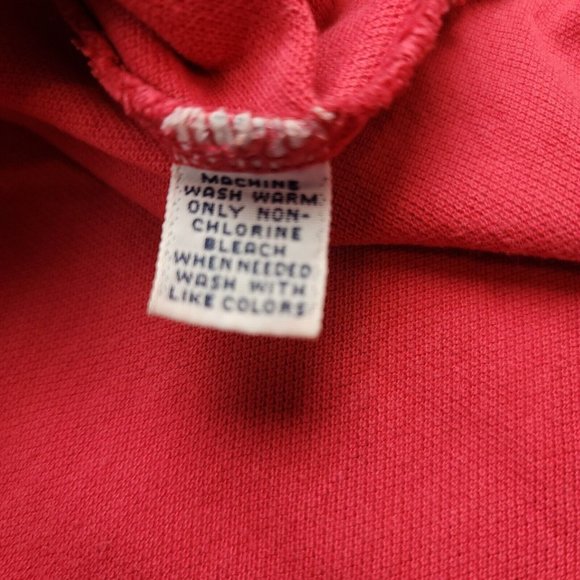 MACHINE
WASH WARM
ONLY NON-
CHLORINE
BLEACH
WHEN NEEDED
WASH WITH
LIKE COLORS